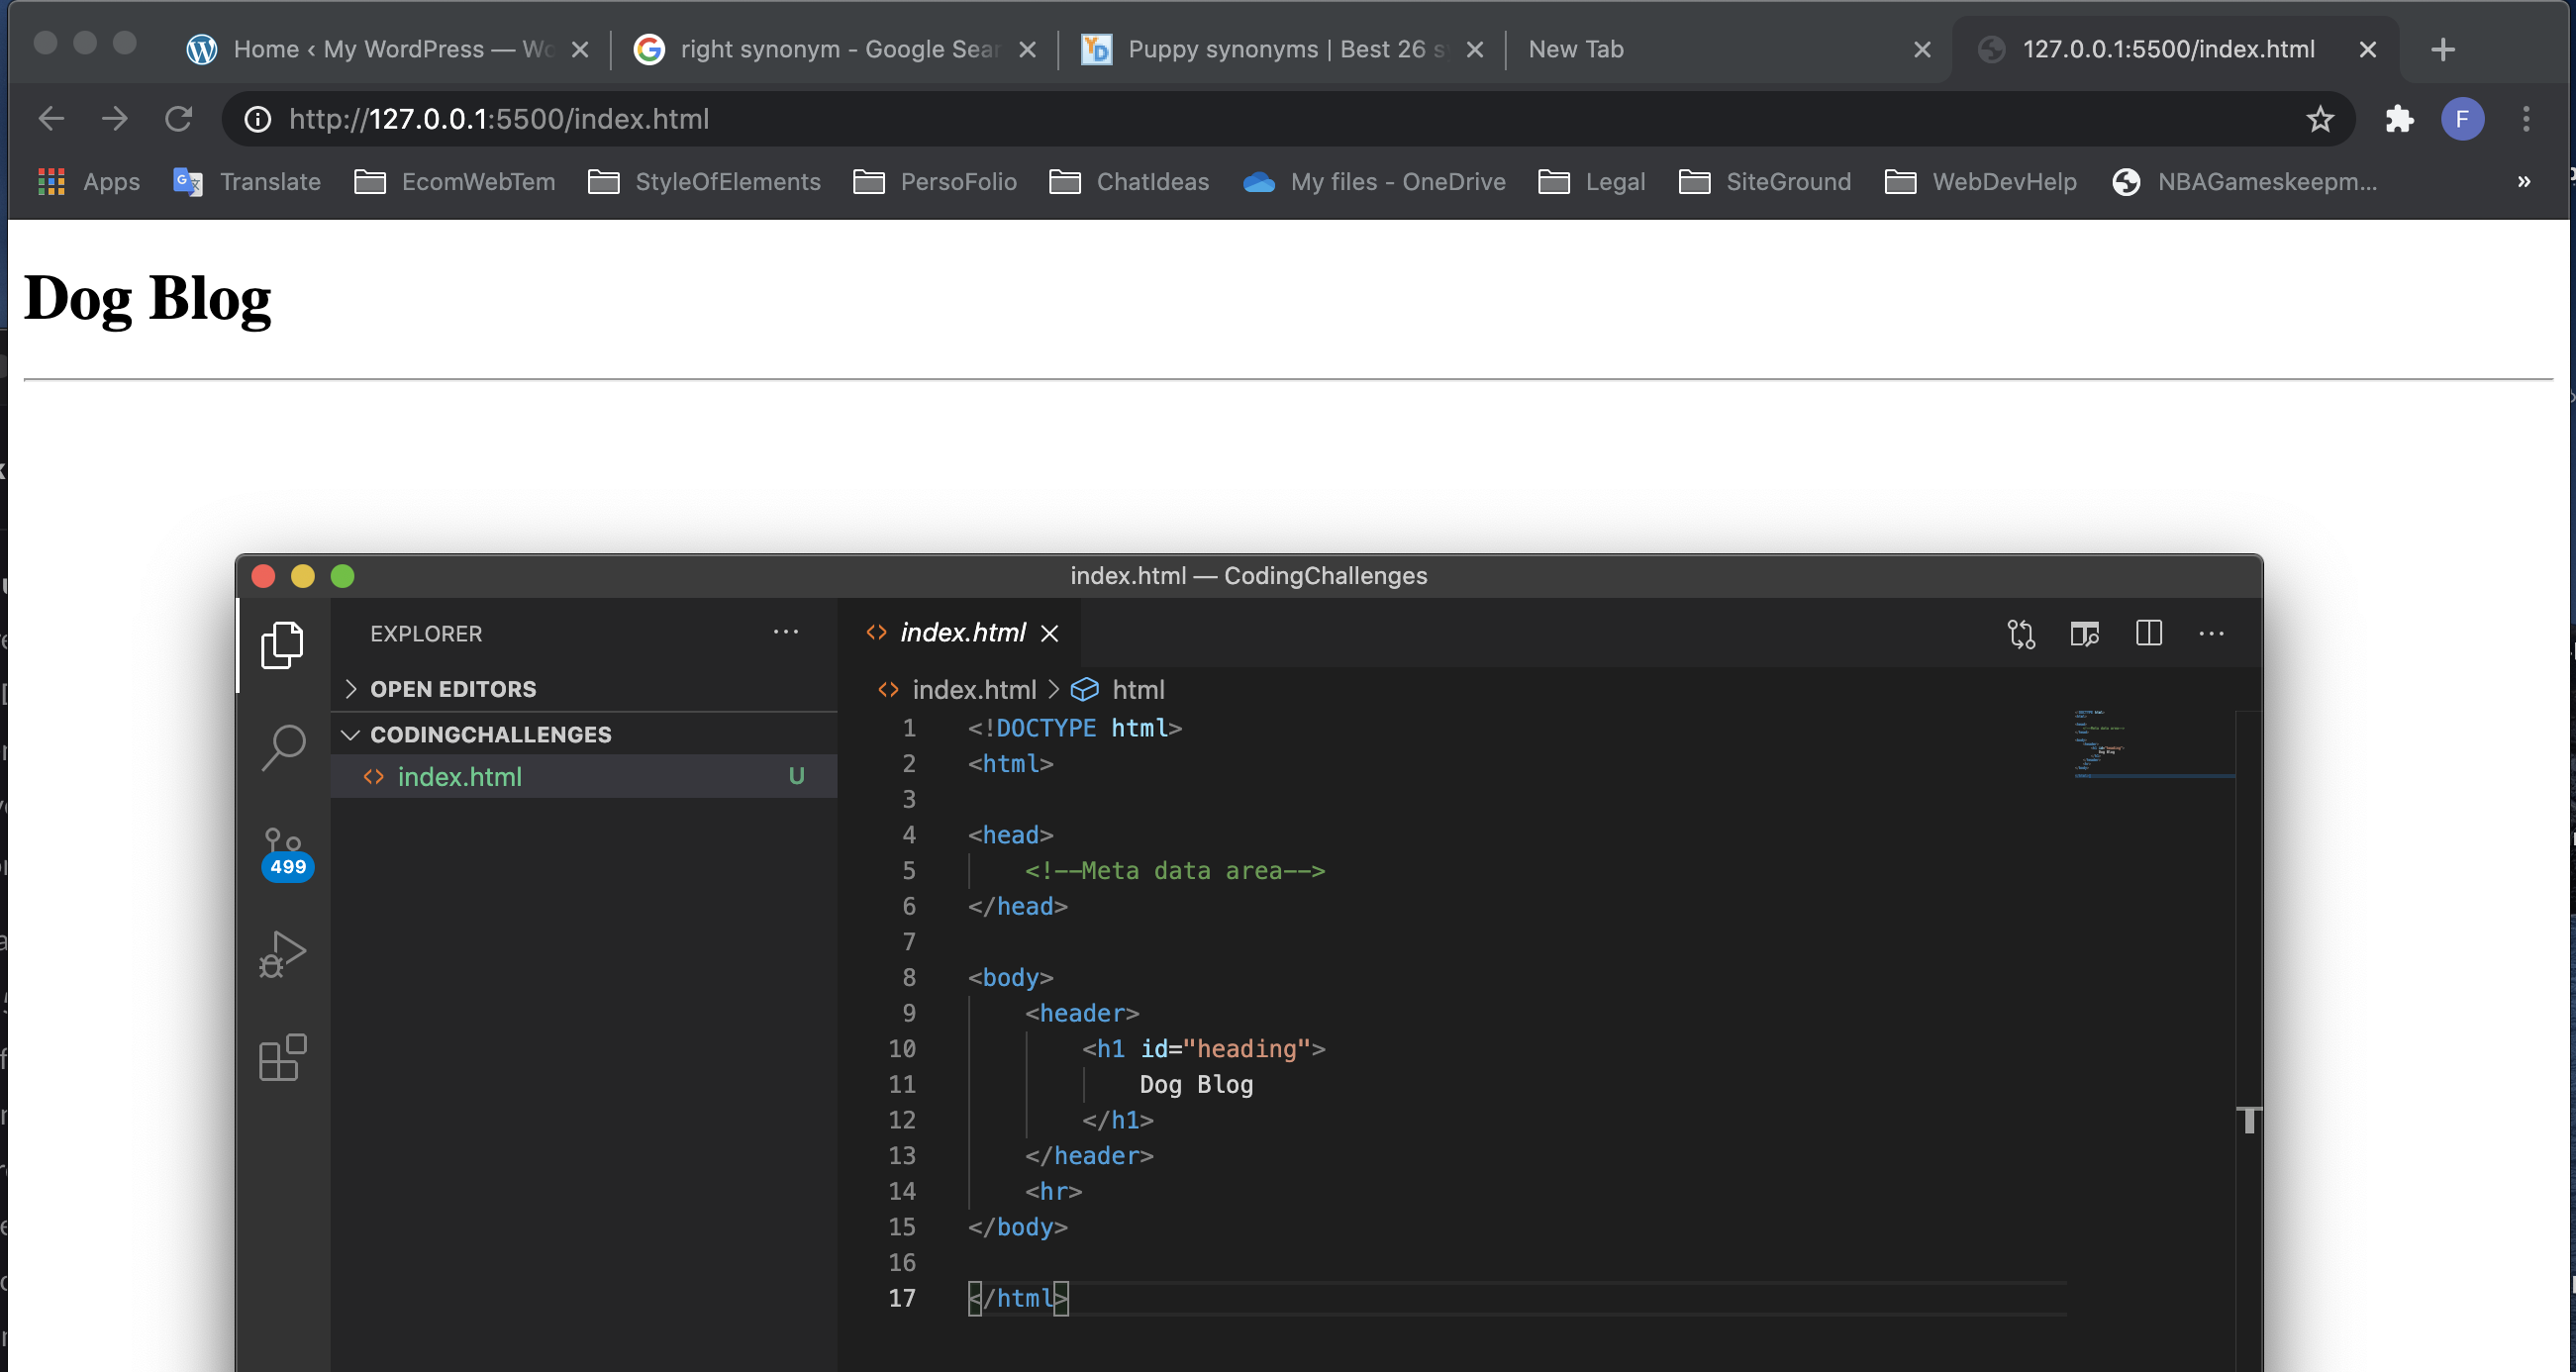 Home ‹ My WordPress — Wo
right synonym - Google Sear
Puppy synonyms | Best 26 s
New Tab
127.0.0.1:5500/index.html
http://127.0.0.1:5500/index.html
F
Apps
Translate
EcomWebTem
StyleOfElements
PersoFolio
ChatIdeas
My files - OneDrive
Legal
SiteGround
WebDevHelp
NBAGameskeepm...
»
Dog Blog
index.html — CodingChallenges
EXPLORER
OPEN EDITORS
CODINGCHALLENGES
index.html U
499
index.html
index.html > html
1 <!DOCTYPE html>
2 <html>
3
4 <head>
5 <!--Meta data area-->
6 </head>
7
8 <body>
9 <header>
10 <h1 id="heading">
11 Dog Blog
12 </h1>
13 </header>
14 <hr>
15 </body>
16
17 </html>